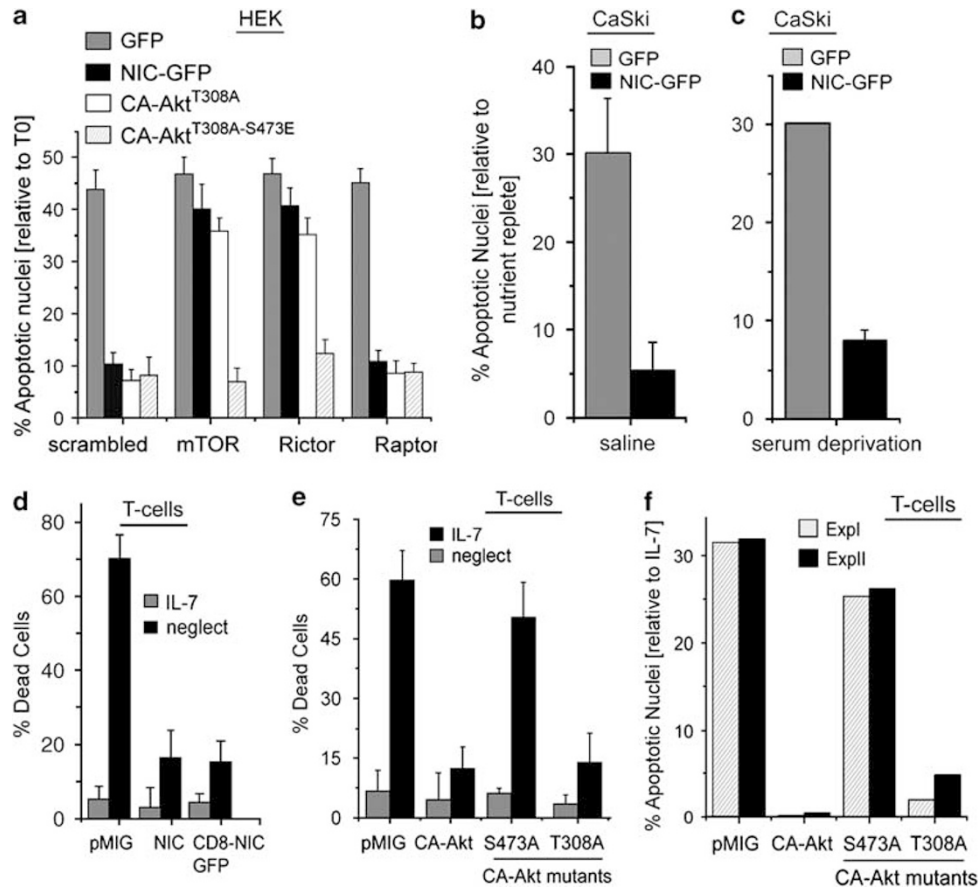 a
HEK
GFP
NIC-GFP
CA-Akt^T308A
CA-Akt^T308A-S473E
% Apoptotic nuclei [relative to T0]
50
45
40
30
20
10
0
scrambled
mTOR
Rictor
Raptor
b
CaSki
GFP
NIC-GFP
% Apoptotic Nuclei [relative to nutrient replete]
40
30
20
10
0
saline
c
CaSki
GFP
NIC-GFP
30
20
10
0
serum deprivation
d
T-cells
IL-7
neglect
% Dead Cells
80
60
40
20
0
pMIG
NIC
CD8-NIC
GFP
e
T-cells
IL-7
neglect
% Dead Cells
75
60
45
30
15
0
pMIG
CA-Akt
S473A
T308A
CA-Akt mutants
f
T-cells
ExpI
ExpII
% Apoptotic Nuclei [relative to IL-7]
30
20
10
0
pMIG
CA-Akt
S473A
T308A
CA-Akt mutants